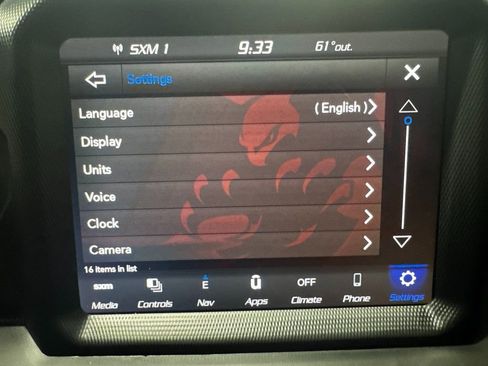 SXM 1 9:33 61°out.
Settings
Language ( English )
Display
Units
Voice
Clock
Camera
16 items in list
sxm E OFF
Media Controls Nav Apps Climate Phone Settings